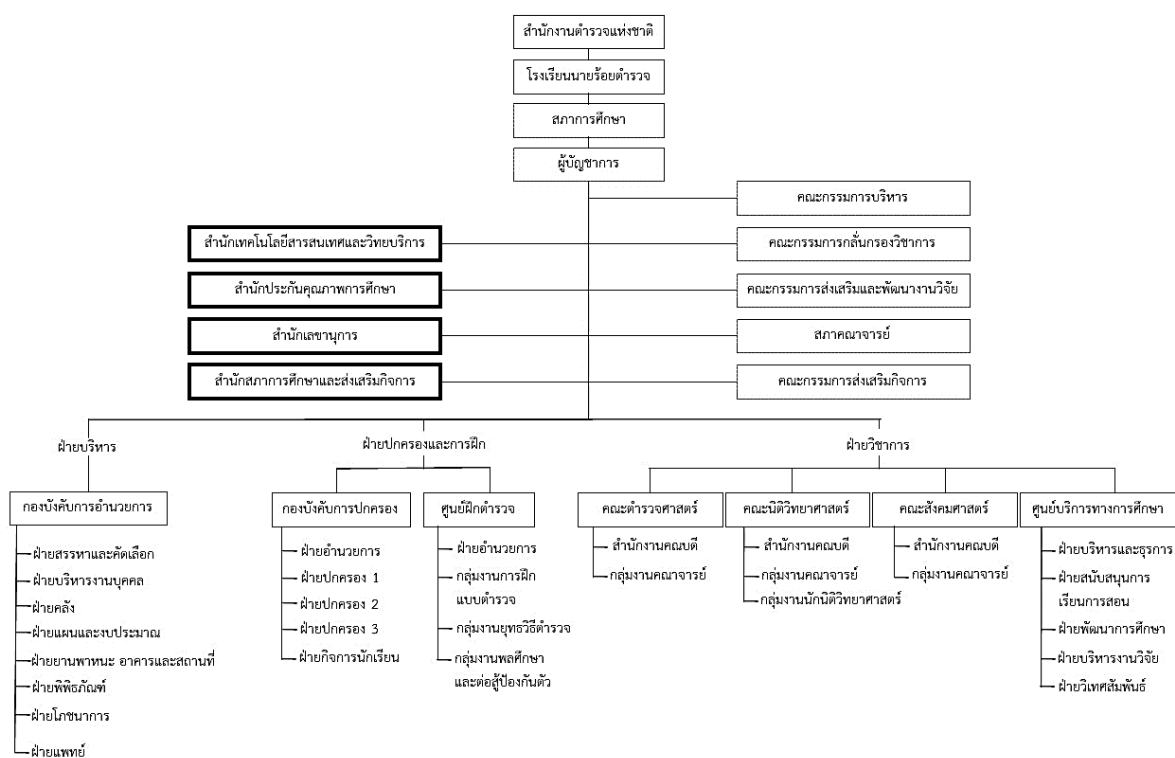 สำนักงานตำรวจแห่งชาติ
โรงเรียนนายร้อยตำรวจ
สภาการศึกษา
ผู้บัญชาการ
คณะกรรมการบริหาร
สำนักเทคโนโลยีสารสนเทศและวิทยบริการ
คณะกรรมการกลั่นกรองวิชาการ
สำนักประกันคุณภาพการศึกษา
คณะกรรมการส่งเสริมและพัฒนางานวิจัย
สำนักเลขานุการ
สภาคณาจารย์
สำนักสภาการศึกษาและส่งเสริมกิจการ
คณะกรรมการส่งเสริมกิจการ
ฝ่ายบริหาร
กองบังคับการอำนวยการ
ฝ่ายสรรหาและคัดเลือก
ฝ่ายบริหารงานบุคคล
ฝ่ายคลัง
ฝ่ายแผนและงบประมาณ
ฝ่ายยานพาหนะ อาคารและสถานที่
ฝ่ายพิพิธภัณฑ์
ฝ่ายโภชนาการ
ฝ่ายแพทย์
ฝ่ายปกครองและการฝึก
กองบังคับการปกครอง
ฝ่ายอำนวยการ
ฝ่ายปกครอง 1
ฝ่ายปกครอง 2
ฝ่ายปกครอง 3
ฝ่ายกิจการนักเรียน
ศูนย์ฝึกตำรวจ
ฝ่ายอำนวยการ
กลุ่มงานการฝึก
แบบตำรวจ
กลุ่มงานยุทธวิธีตำรวจ
กลุ่มงานพลศึกษา
และต่อสู้ป้องกันตัว
ฝ่ายวิชาการ
คณะตำรวจศาสตร์
สำนักงานคณบดี
กลุ่มงานคณาจารย์
คณะนิติวิทยาศาสตร์
สำนักงานคณบดี
กลุ่มงานคณาจารย์
กลุ่มงานนักนิติวิทยาศาสตร์
คณะสังคมศาสตร์
สำนักงานคณบดี
กลุ่มงานคณาจารย์
ศูนย์บริการทางการศึกษา
ฝ่ายบริหารและธุรการ
ฝ่ายสนับสนุนการ
เรียนการสอน
ฝ่ายพัฒนาการศึกษา
ฝ่ายบริหารงานวิจัย
ฝ่ายวิเทศสัมพันธ์